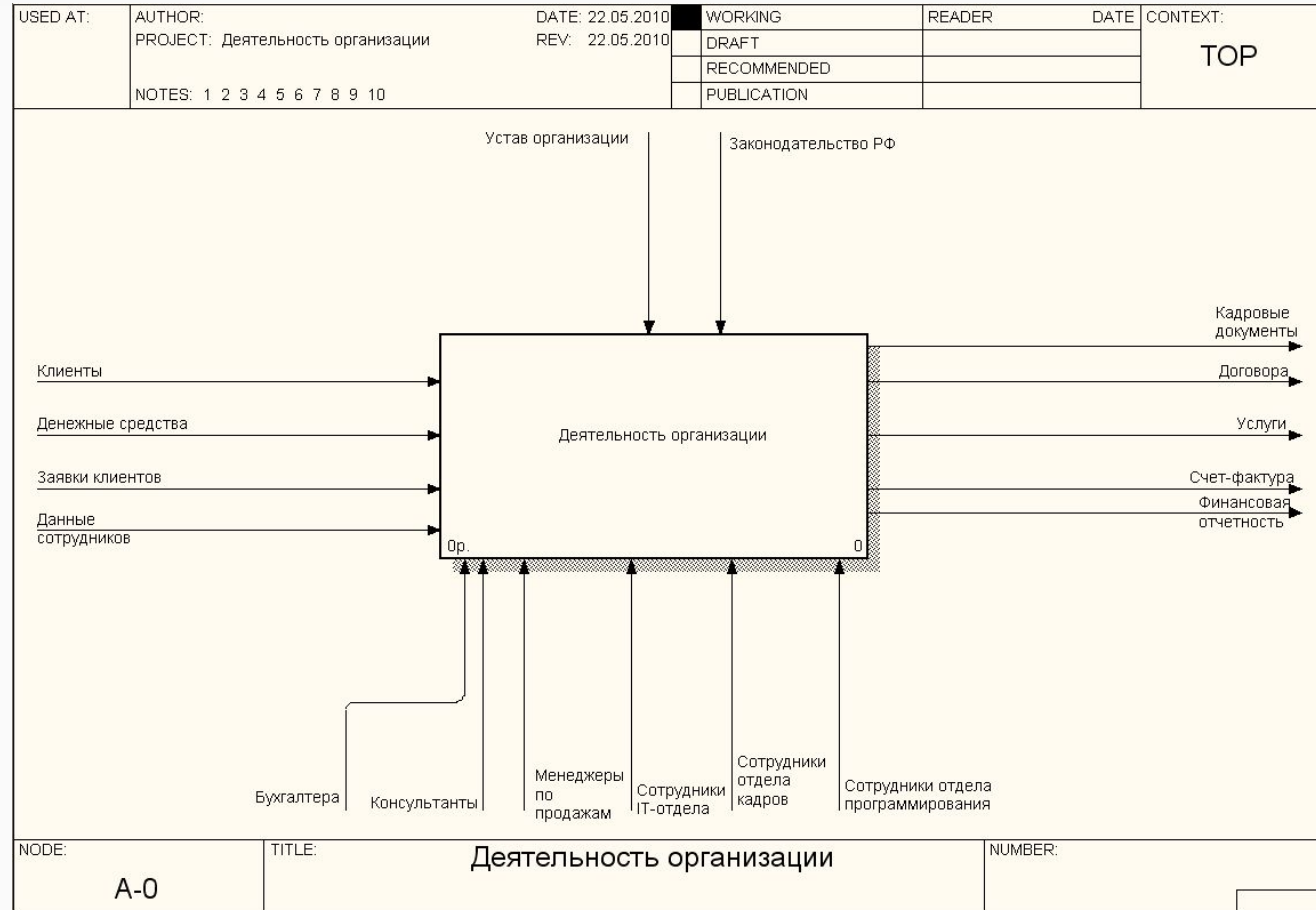 USED AT:
AUTHOR:
DATE: 22.05.2010
WORKING
READER
DATE
CONTEXT:
PROJECT: Деятельность организации
REV: 22.05.2010
DRAFT
TOP
RECOMMENDED
NOTES: 1 2 3 4 5 6 7 8 9 10
PUBLICATION
Устав организации
Законодательство РФ
Кадровые
документы
Клиенты
Договора
Денежные средства
Деятельность организации
Услуги
Заявки клиентов
Счет-фактура
Финансовая
отчетность
Данные
сотрудников
0р.
0
Бухгалтера
Консультанты
Менеджеры
по
продажам
Сотрудники
IT-отдела
Сотрудники
отдела
кадров
Сотрудники отдела
программирования
NODE:
TITLE:
Деятельность организации
NUMBER:
A-0